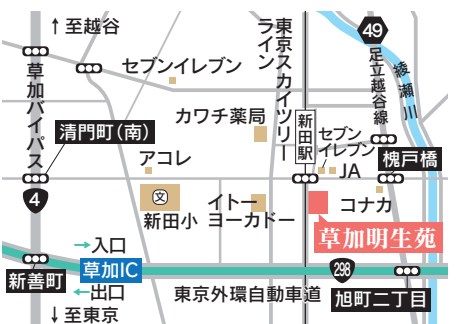 ↑至越谷
草加バイパス
セブンイレブン
東京スカイツリーライン
49
足立越谷線
綾瀬川
カワチ薬局
清門町(南)
新田駅
セブン
イレブン
槐戸橋
アコレ
JA
4
文
新田小
イトー
ヨーカドー
コナカ
草加明生苑
→入口
草加IC
298
新善町
←出口
東京外環自動車道
旭町二丁目
↓至東京